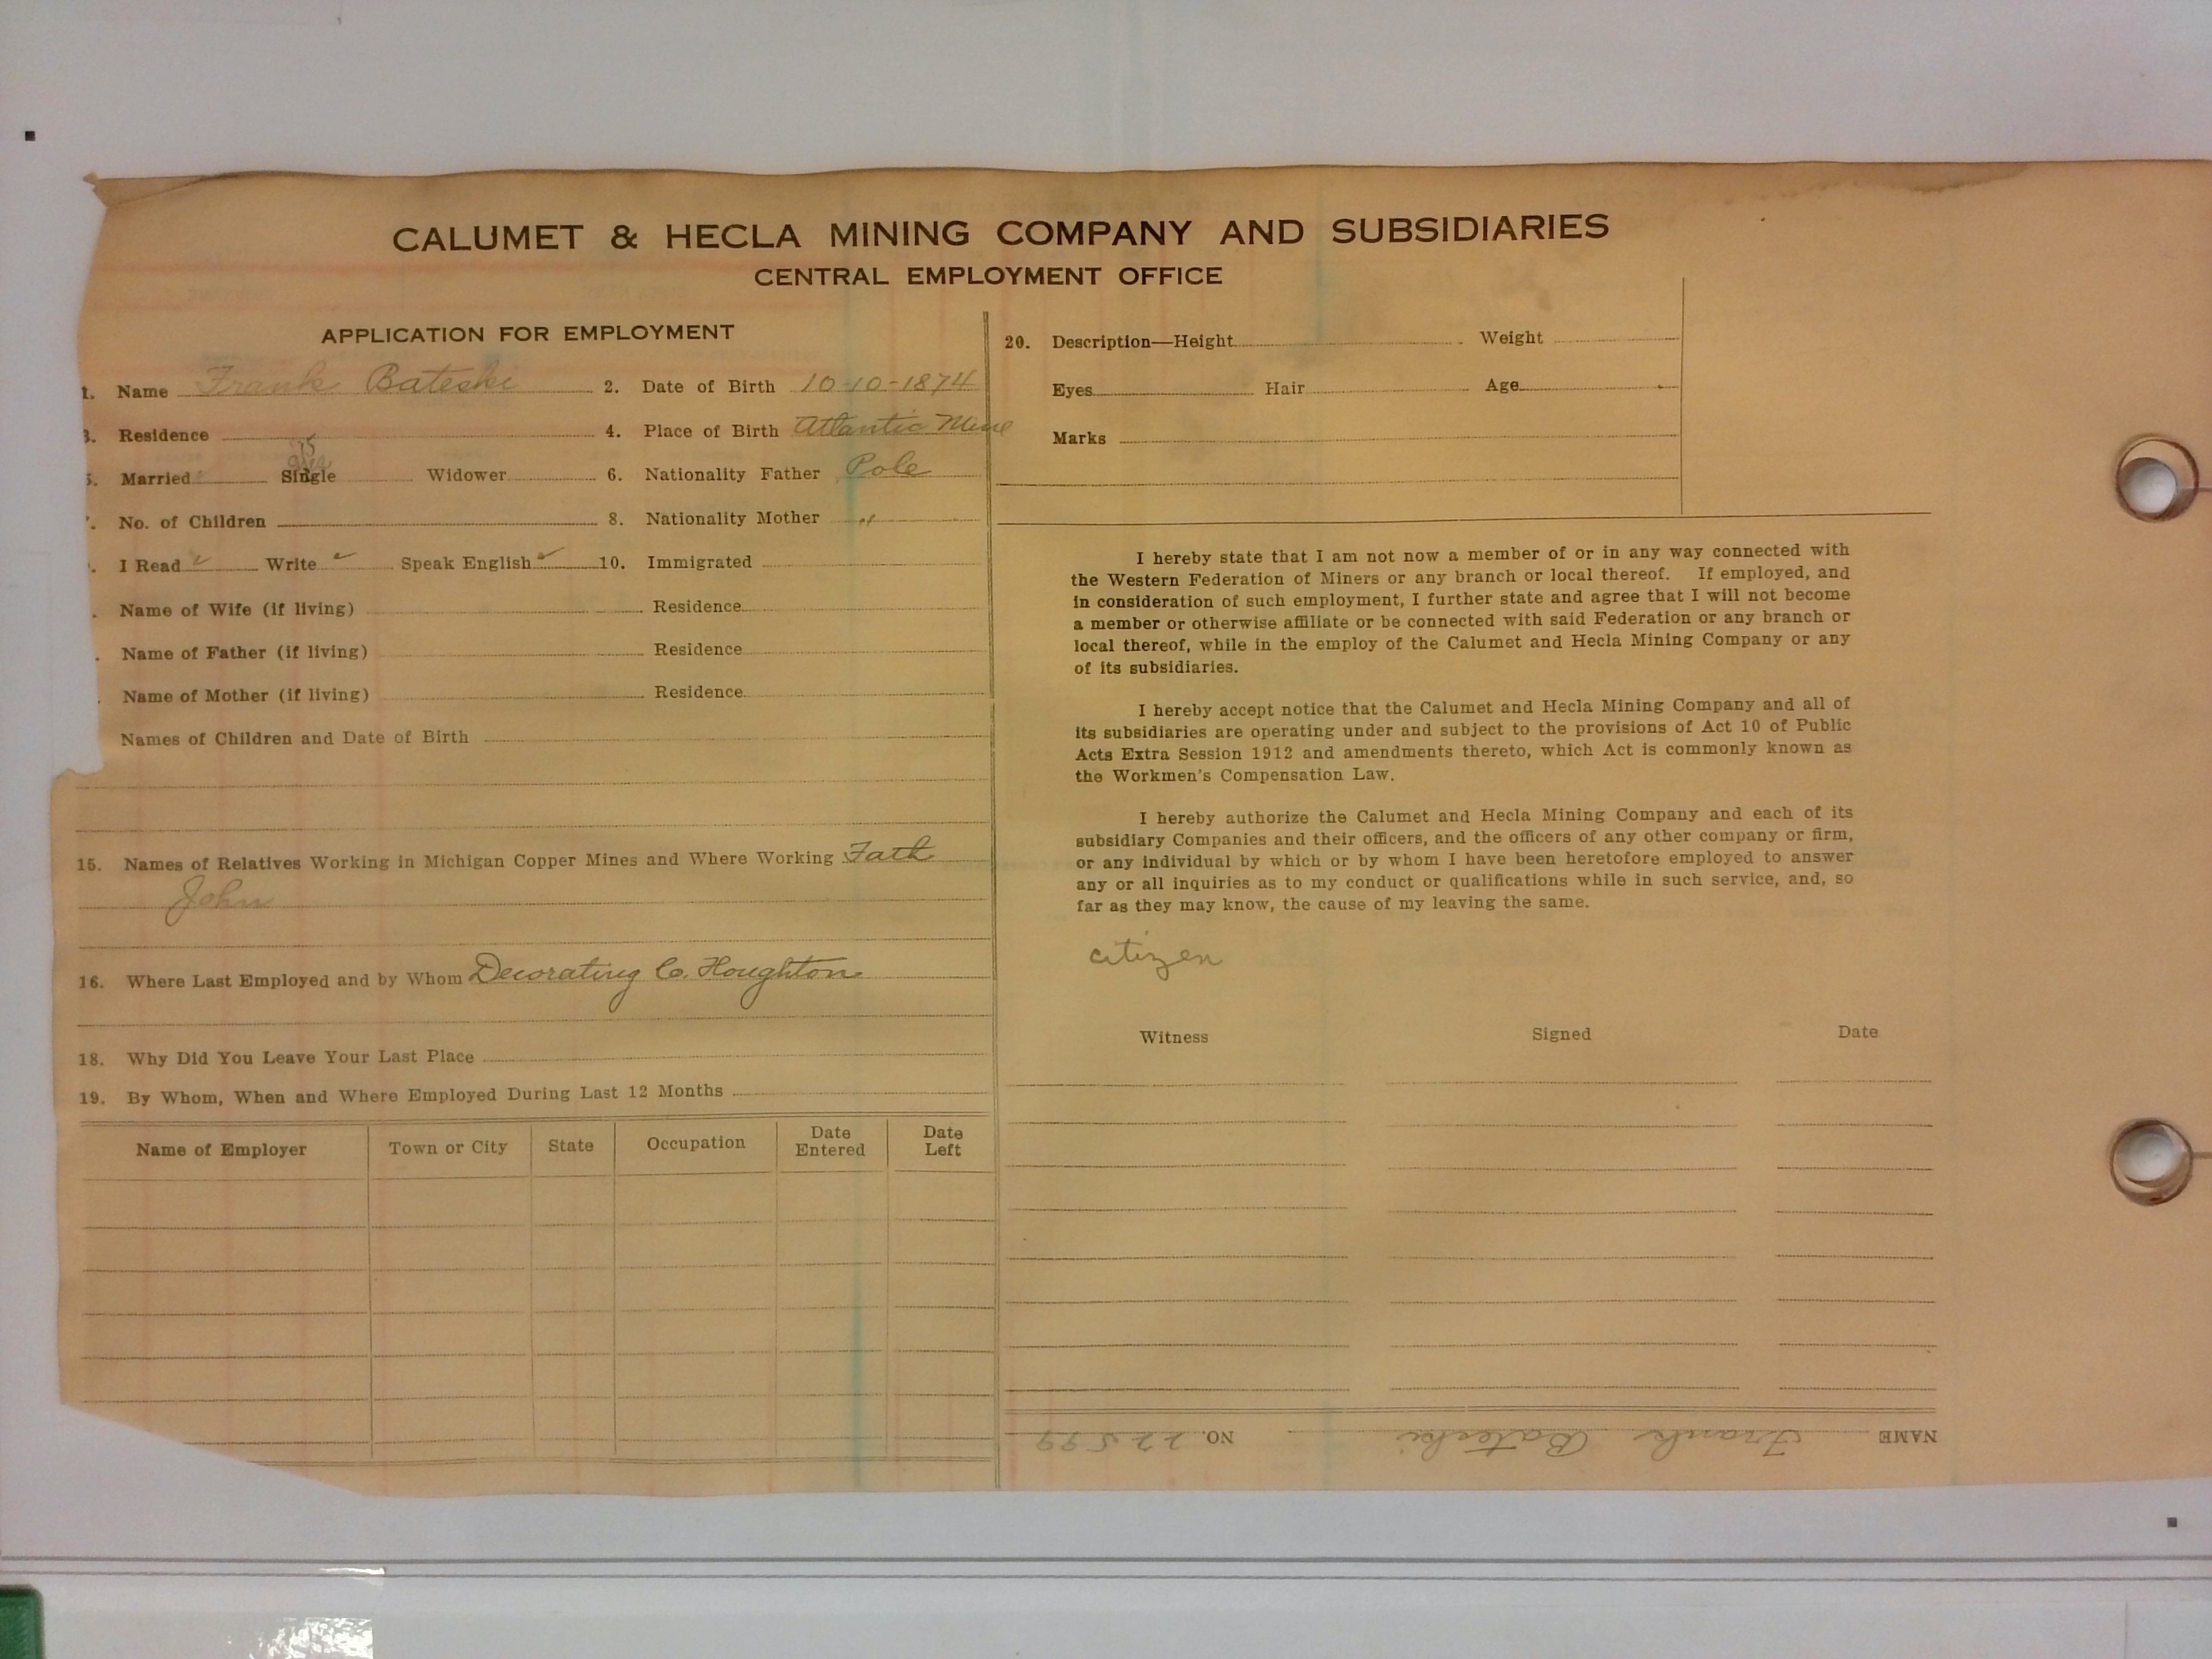 CALUMET & HECLA MINING COMPANY AND SUBSIDIARIES
CENTRAL EMPLOYMENT OFFICE
APPLICATION FOR EMPLOYMENT
1. Name Frank Bateski 2. Date of Birth 10-10-1874
3. Residence 4. Place of Birth Atlantic Mine
5. Married Single Widower 6. Nationality Father Pole
7. No. of Children 8. Nationality Mother "
I Read ✓ Write ✓ Speak English ✓ 10. Immigrated
Name of Wife (if living) Residence
Name of Father (if living) Residence
Name of Mother (if living) Residence
Names of Children and Date of Birth
15. Names of Relatives Working in Michigan Copper Mines and Where Working Fath
John
16. Where Last Employed and by Whom Decorating Co. Houghton
18. Why Did You Leave Your Last Place
19. By Whom, When and Where Employed During Last 12 Months
Name of Employer Town or City State Occupation Date Entered Date Left
20. Description—Height Weight
Eyes Hair Age
Marks
I hereby state that I am not now a member of or in any way connected with
the Western Federation of Miners or any branch or local thereof. If employed, and
in consideration of such employment, I further state and agree that I will not become
a member or otherwise affiliate or be connected with said Federation or any branch or
local thereof, while in the employ of the Calumet and Hecla Mining Company or any
of its subsidiaries.
I hereby accept notice that the Calumet and Hecla Mining Company and all of
its subsidiaries are operating under and subject to the provisions of Act 10 of Public
Acts Extra Session 1912 and amendments thereto, which Act is commonly known as
the Workmen's Compensation Law.
I hereby authorize the Calumet and Hecla Mining Company and each of its
subsidiary Companies and their officers, and the officers of any other company or firm,
or any individual by which or by whom I have been heretofore employed to answer
any or all inquiries as to my conduct or qualifications while in such service, and, so
far as they may know, the cause of my leaving the same.
citizen
Witness Signed Date
NAME Frank Bateski NO. 22599